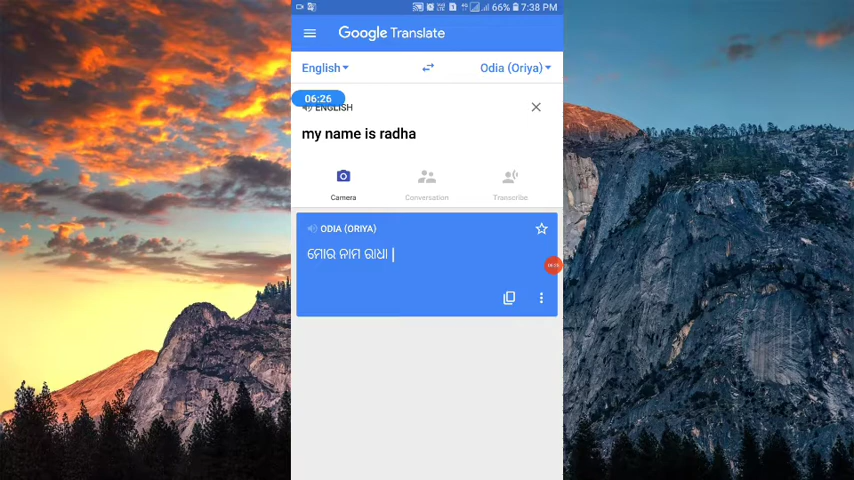 66% 7:38 PM
Google Translate
English Odia (Oriya)
06:26
ENGLISH
my name is radha
Camera Conversation Transcribe
ODIA (ORIYA)
ମୋର ନାମ ରାଧା |